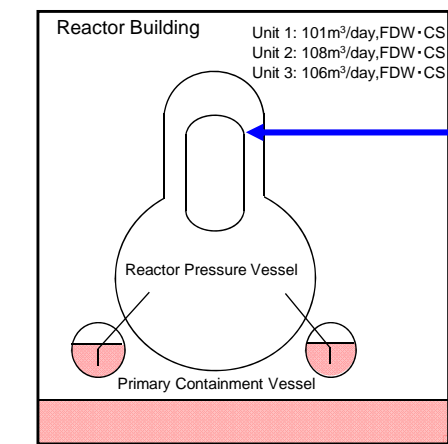 Reactor Building
Unit 1: 101m³/day,FDW・CS
Unit 2: 108m³/day,FDW・CS
Unit 3: 106m³/day,FDW・CS
Reactor Pressure Vessel
Primary Containment Vessel